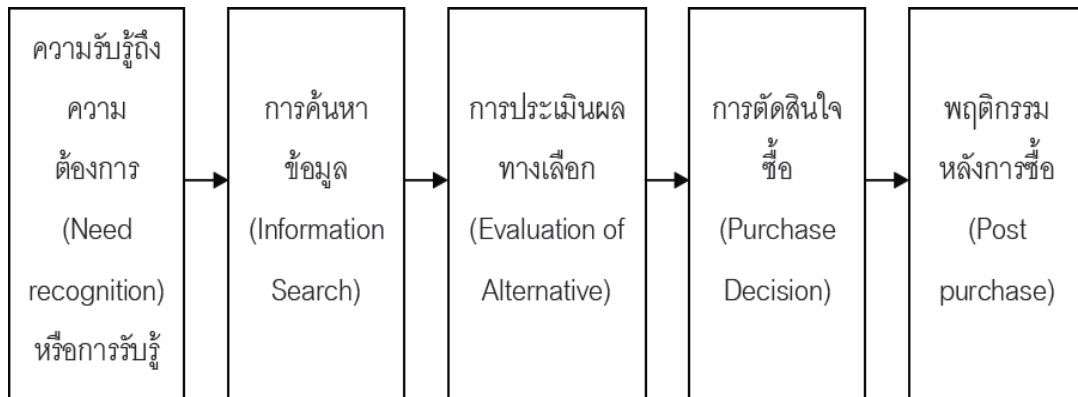 ความรับรู้ถึง
ความ
ต้องการ
(Need
recognition)
หรือการรับรู้
การค้นหา
ข้อมูล
(Information
Search)
การประเมินผล
ทางเลือก
(Evaluation of
Alternative)
การตัดสินใจ
ซื้อ
(Purchase
Decision)
พฤติกรรม
หลังการซื้อ
(Post
purchase)